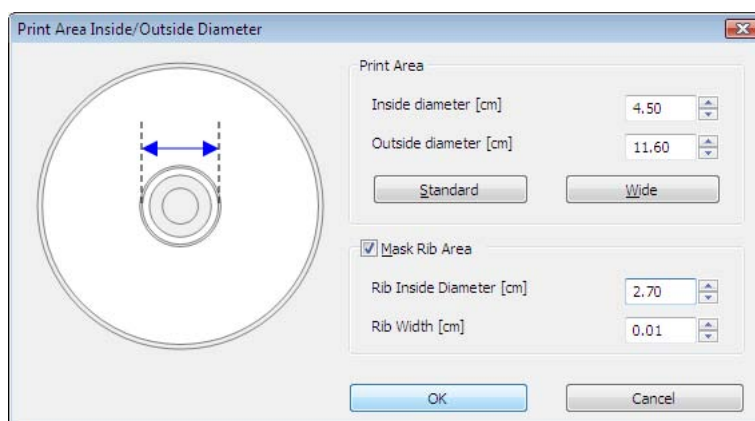 Print Area Inside/Outside Diameter
Print Area
Inside diameter [cm] 4.50
Outside diameter [cm] 11.60
Standard Wide
Mask Rib Area
Rib Inside Diameter [cm] 2.70
Rib Width [cm] 0.01
OK Cancel